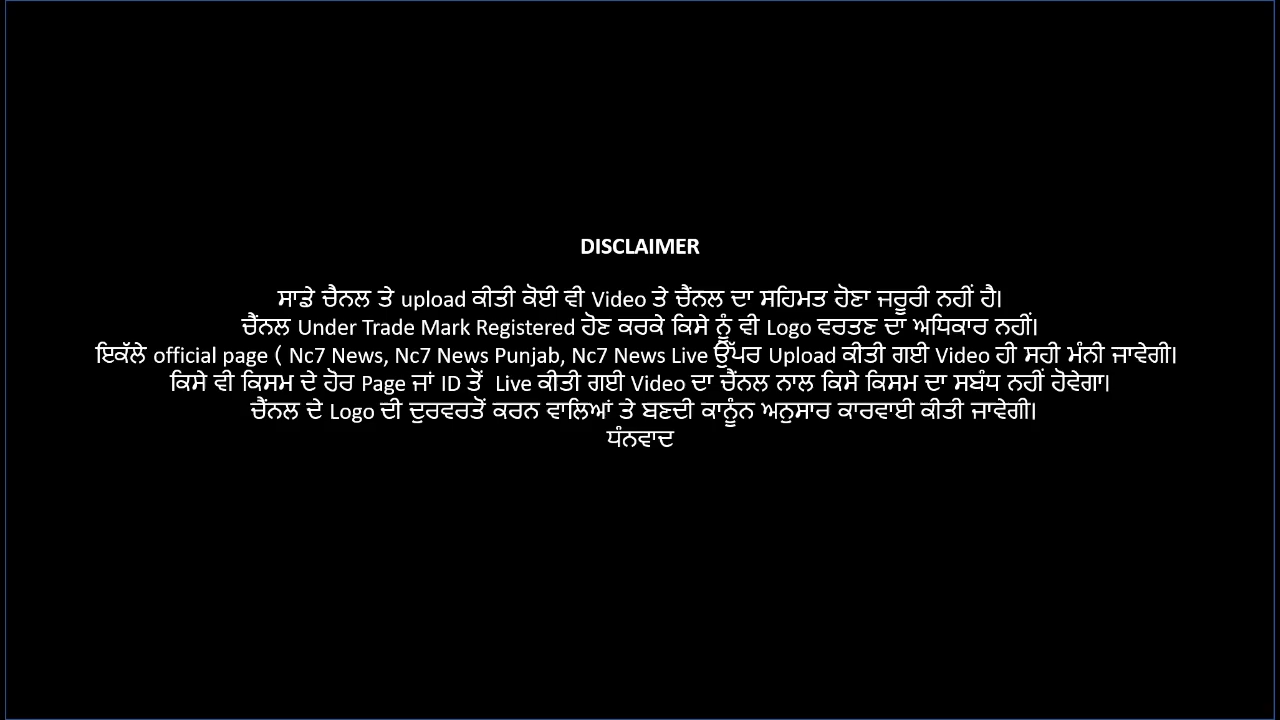 DISCLAIMER
ਸਾਡੇ ਚੈਨਲ ਤੇ upload ਕੀਤੀ ਕੋਈ ਵੀ Video ਤੇ ਚੈੱਨਲ ਦਾ ਸਹਿਮਤ ਹੋਣਾ ਜਰੂਰੀ ਨਹੀਂ ਹੈ।
ਚੈੱਨਲ Under Trade Mark Registered ਹੋਣ ਕਰਕੇ ਕਿਸੇ ਨੂੰ ਵੀ Logo ਵਰਤਣ ਦਾ ਅਧਿਕਾਰ ਨਹੀਂ।
ਇਕੱਲੇ official page ( Nc7 News, Nc7 News Punjab, Nc7 News Live ਉੱਪਰ Upload ਕੀਤੀ ਗਈ Video ਹੀ ਸਹੀ ਮੰਨੀ ਜਾਵੇਗੀ।
ਕਿਸੇ ਵੀ ਕਿਸਮ ਦੇ ਹੋਰ Page ਜਾਂ ID ਤੋਂ Live ਕੀਤੀ ਗਈ Video ਦਾ ਚੈੱਨਲ ਨਾਲ ਕਿਸੇ ਕਿਸਮ ਦਾ ਸਬੰਧ ਨਹੀਂ ਹੋਵੇਗਾ।
ਚੈੱਨਲ ਦੇ Logo ਦੀ ਦੁਰਵਰਤੋਂ ਕਰਨ ਵਾਲਿਆਂ ਤੇ ਬਣਦੀ ਕਾਨੂੰਨ ਅਨੁਸਾਰ ਕਾਰਵਾਈ ਕੀਤੀ ਜਾਵੇਗੀ।
ਧੰਨਵਾਦ